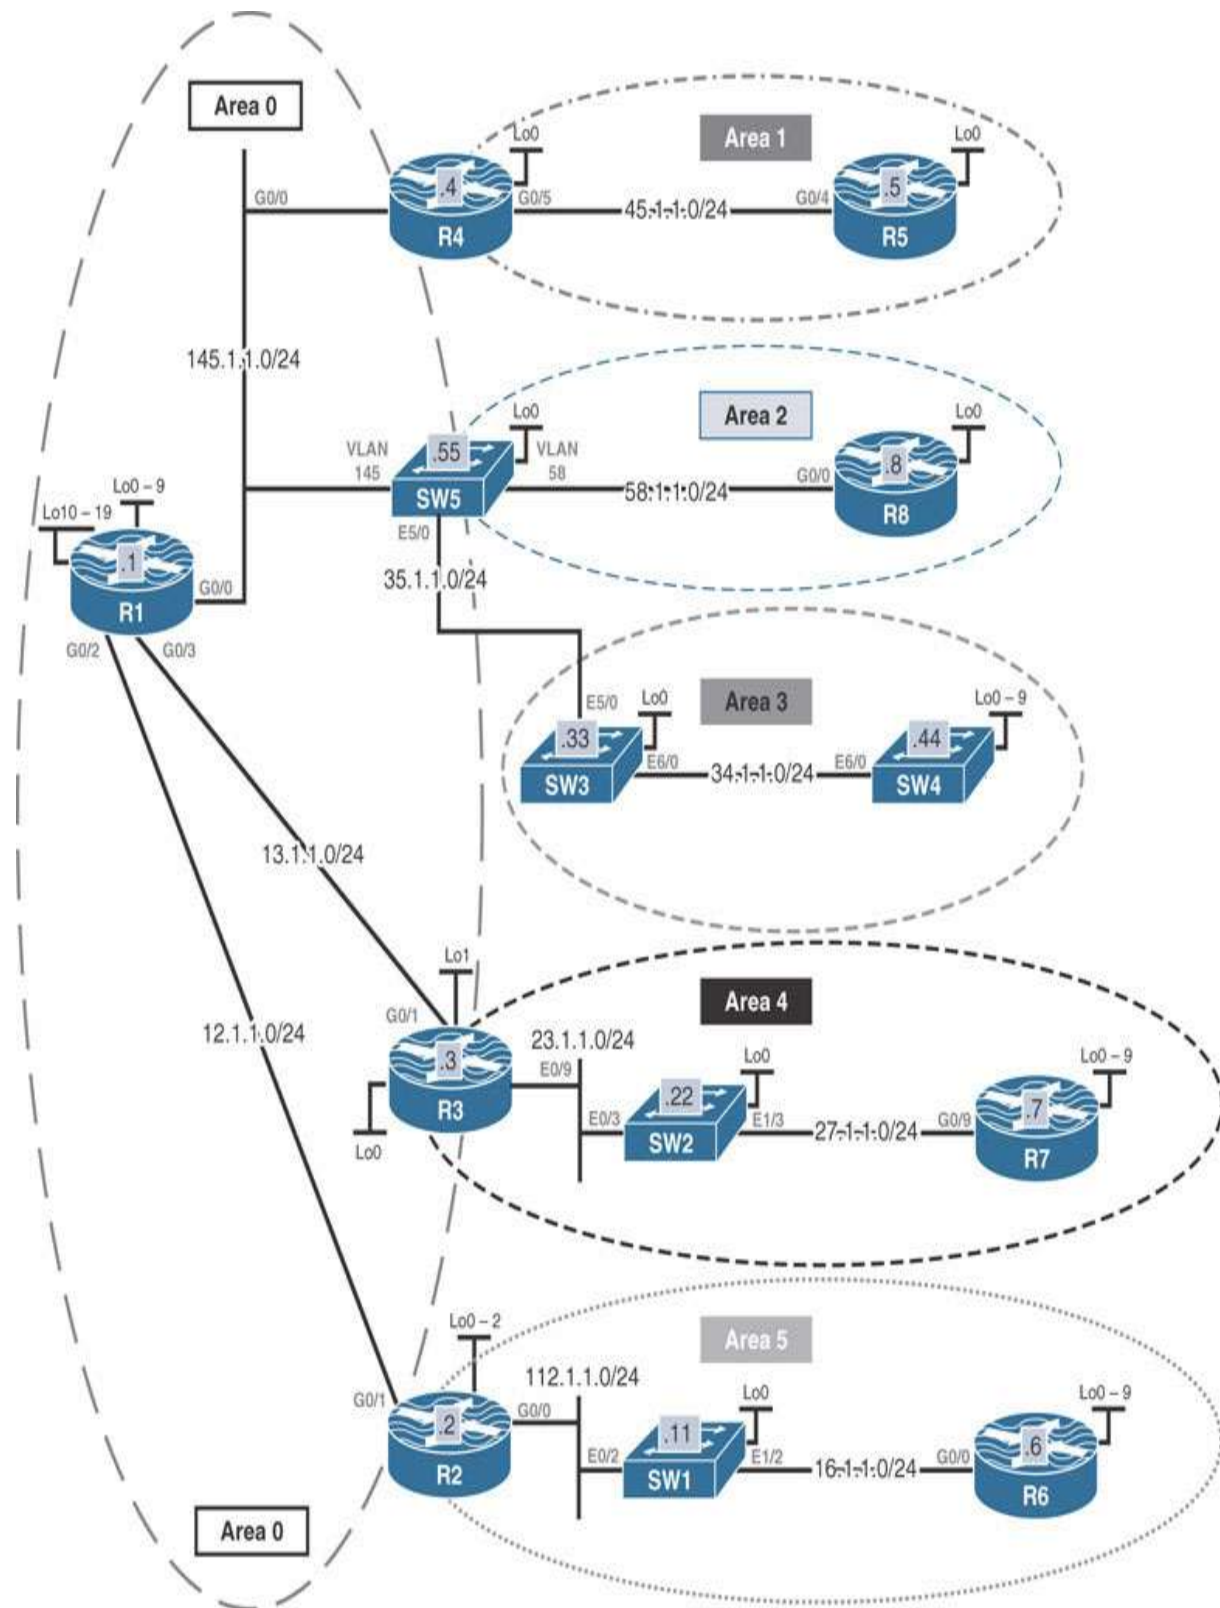 Area 0
Lo0
Area 1
Lo0
.4
.5
G0/0
G0/5
45.1.1.0/24
G0/4
R4
R5
145.1.1.0/24
Lo0
Area 2
Lo0
VLAN
145
.55
VLAN
58
.8
58.1.1.0/24
G0/0
SW5
R8
E5/0
Lo0 – 9
Lo10 – 19
.1
35.1.1.0/24
G0/0
R1
G0/2
G0/3
E5/0
Lo0
Area 3
Lo0 – 9
.33
.44
E6/0
34.1.1.0/24
E6/0
SW3
SW4
13.1.1.0/24
Lo1
Area 4
G0/1
12.1.1.0/24
23.1.1.0/24
.3
E0/9
Lo0
Lo0 – 9
R3
.22
.7
E0/3
E1/3
27.1.1.0/24
G0/9
SW2
R7
Lo0
Lo0 – 2
Area 5
112.1.1.0/24
G0/1
Lo0
Lo0 – 9
.2
G0/0
.11
.6
E0/2
E1/2
16.1.1.0/24
G0/0
R2
SW1
R6
Area 0